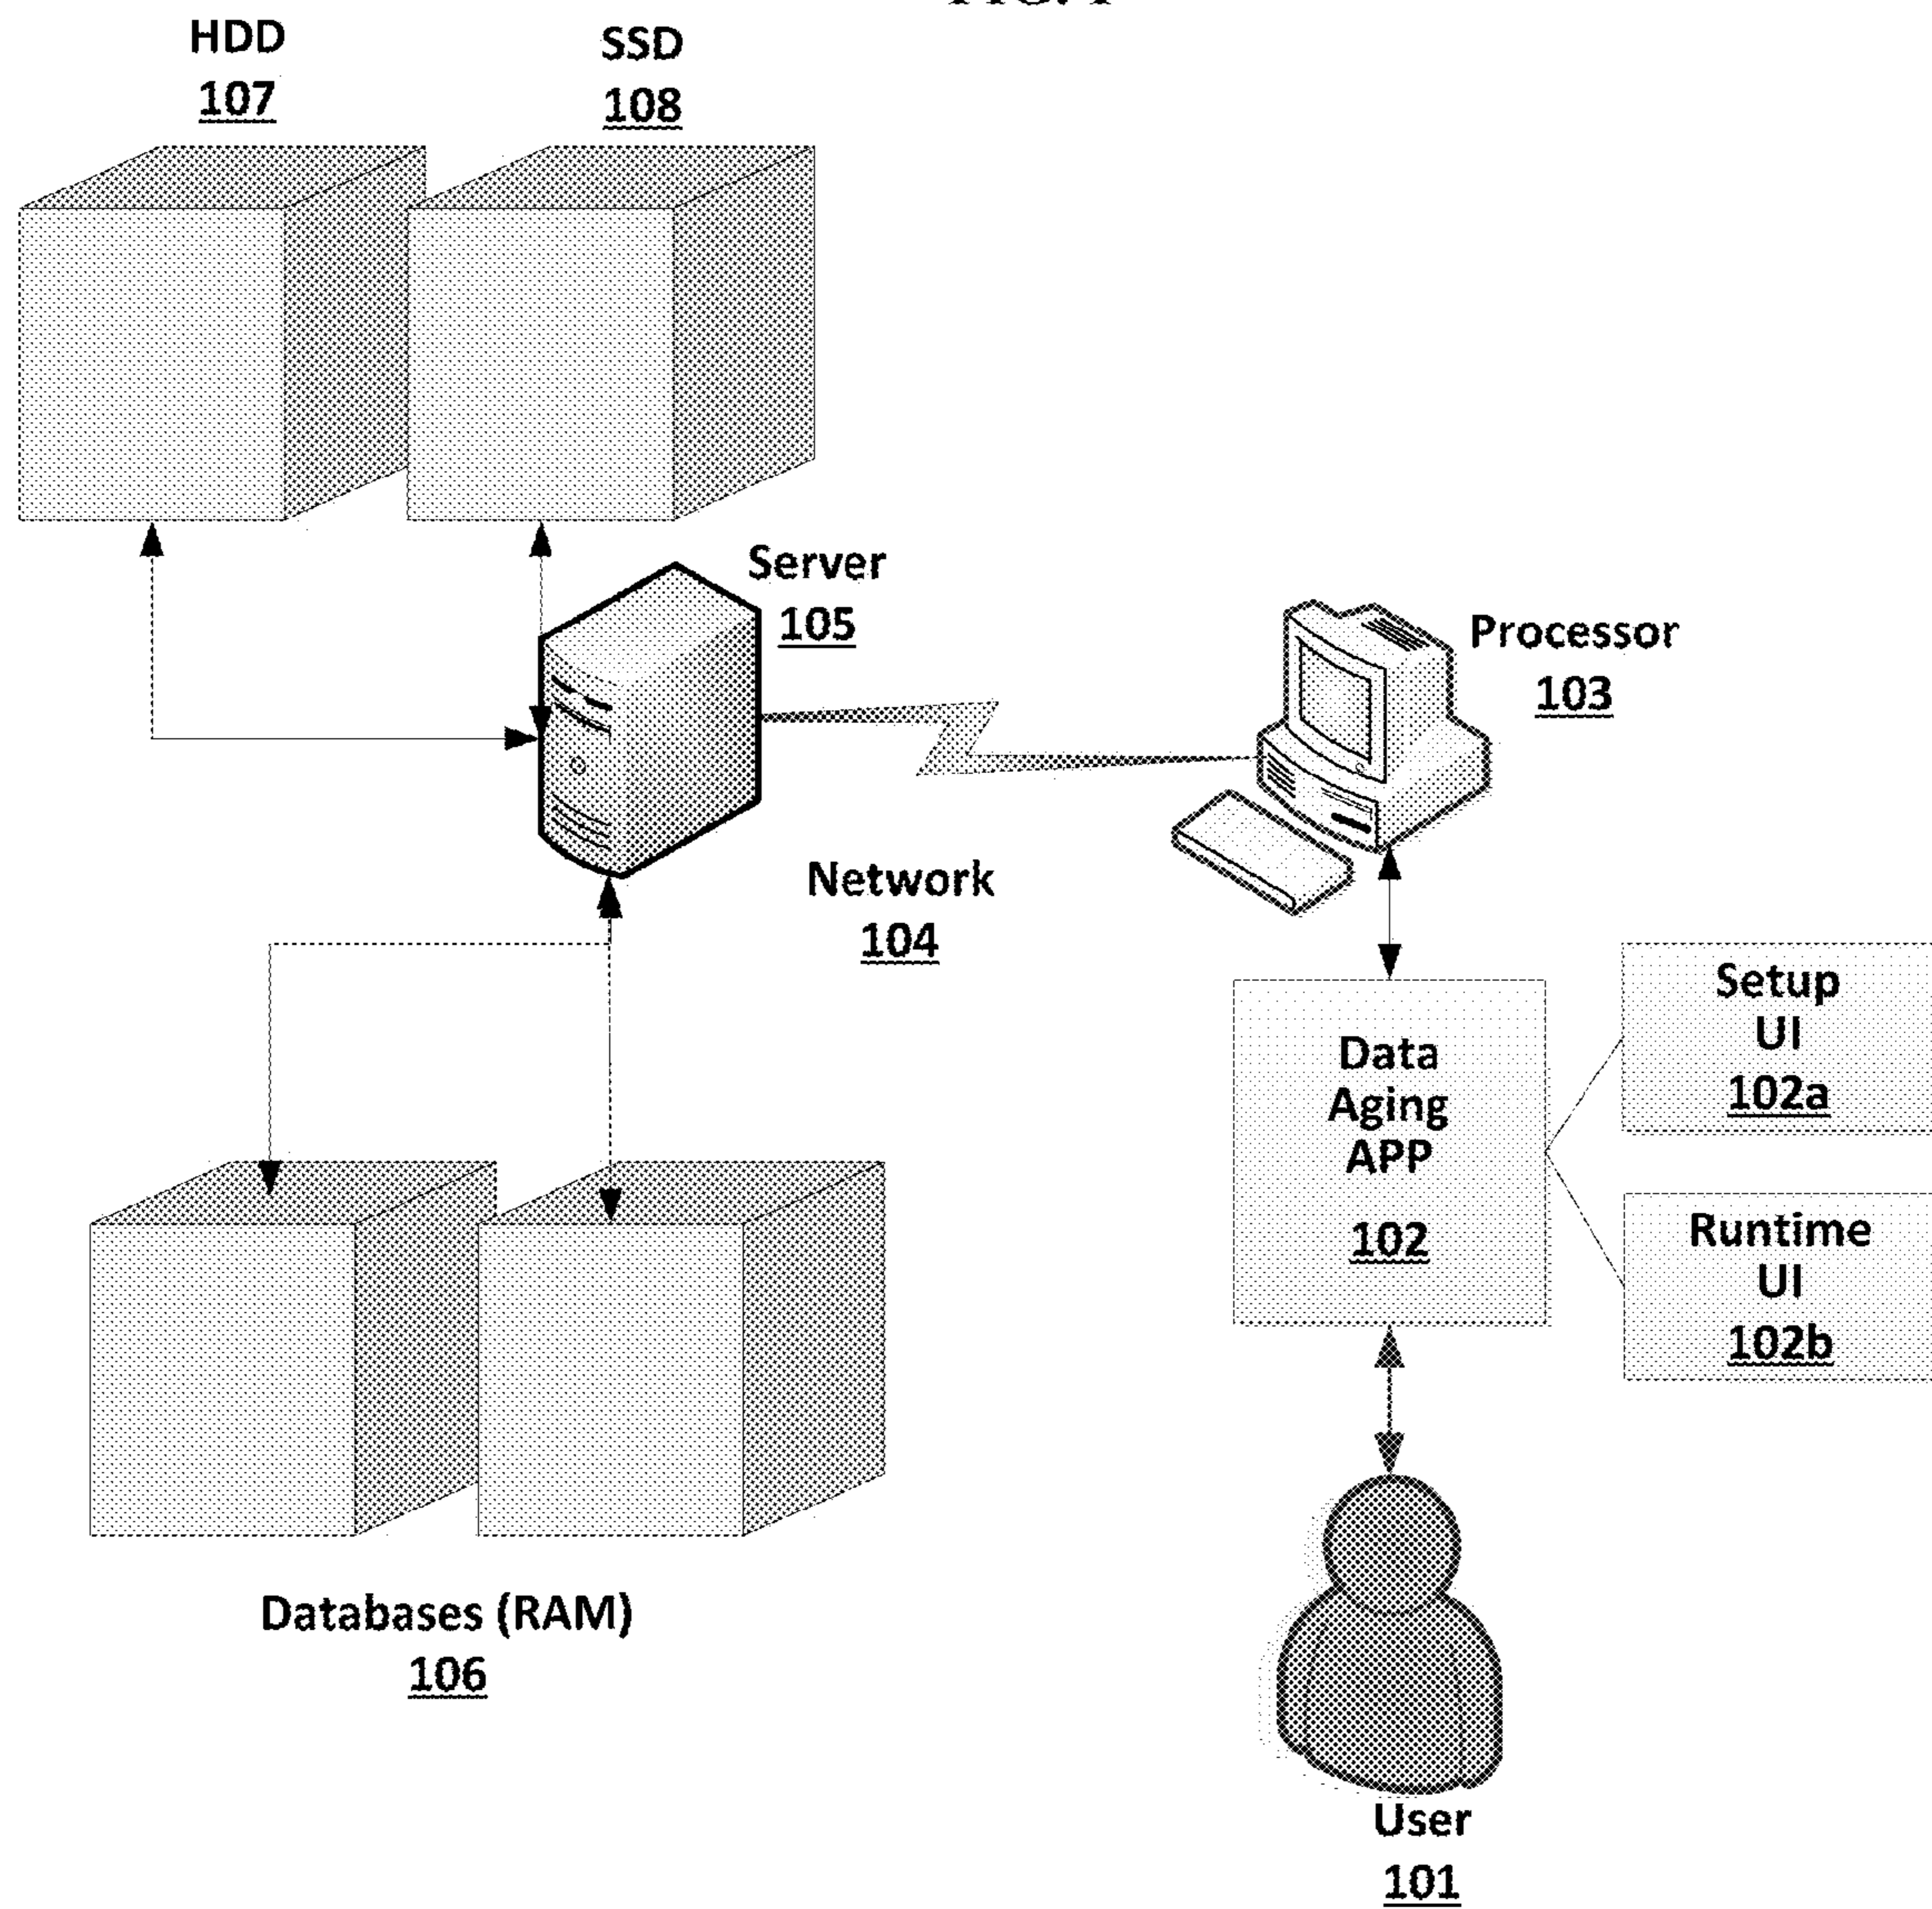 HDD
107
SSD
108
Server
105
Processor
103
Network
104
Setup
UI
102a
Data
Aging
APP
102
Runtime
UI
102b
Databases (RAM)
106
User
101